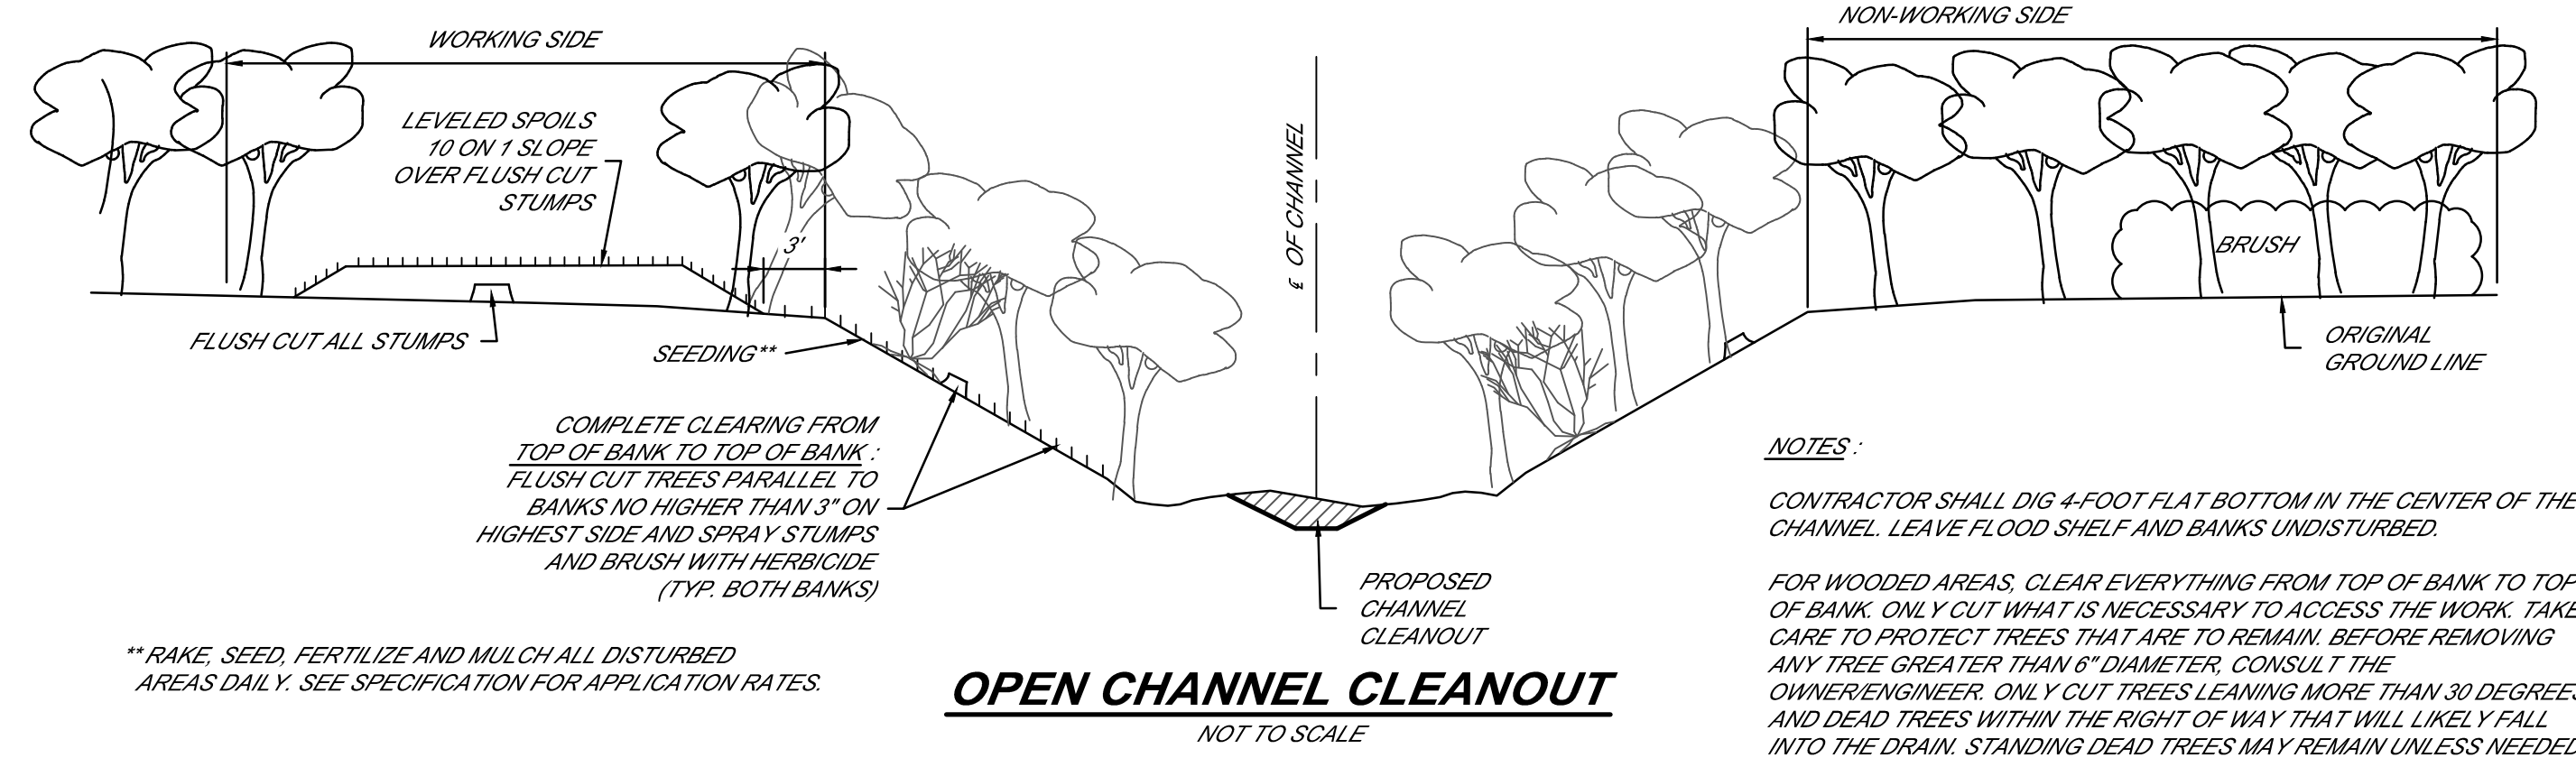 WORKING SIDE
NON-WORKING SIDE
LEVELED SPOILS
10 ON 1 SLOPE
OVER FLUSH CUT
STUMPS
3'
℄ OF CHANNEL
BRUSH
FLUSH CUT ALL STUMPS
SEEDING**
ORIGINAL
GROUND LINE
COMPLETE CLEARING FROM
TOP OF BANK TO TOP OF BANK :
FLUSH CUT TREES PARALLEL TO
BANKS NO HIGHER THAN 3" ON
HIGHEST SIDE AND SPRAY STUMPS
AND BRUSH WITH HERBICIDE
(TYP. BOTH BANKS)
PROPOSED
CHANNEL
CLEANOUT
** RAKE, SEED, FERTILIZE AND MULCH ALL DISTURBED
AREAS DAILY. SEE SPECIFICATION FOR APPLICATION RATES.
OPEN CHANNEL CLEANOUT
NOT TO SCALE
NOTES :
CONTRACTOR SHALL DIG 4-FOOT FLAT BOTTOM IN THE CENTER OF THE
CHANNEL. LEAVE FLOOD SHELF AND BANKS UNDISTURBED.
FOR WOODED AREAS, CLEAR EVERYTHING FROM TOP OF BANK TO TOP
OF BANK. ONLY CUT WHAT IS NECESSARY TO ACCESS THE WORK. TAKE
CARE TO PROTECT TREES THAT ARE TO REMAIN. BEFORE REMOVING
ANY TREE GREATER THAN 6" DIAMETER, CONSULT THE
OWNER/ENGINEER. ONLY CUT TREES LEANING MORE THAN 30 DEGREES
AND DEAD TREES WITHIN THE RIGHT OF WAY THAT WILL LIKELY FALL
INTO THE DRAIN. STANDING DEAD TREES MAY REMAIN UNLESS NEEDED